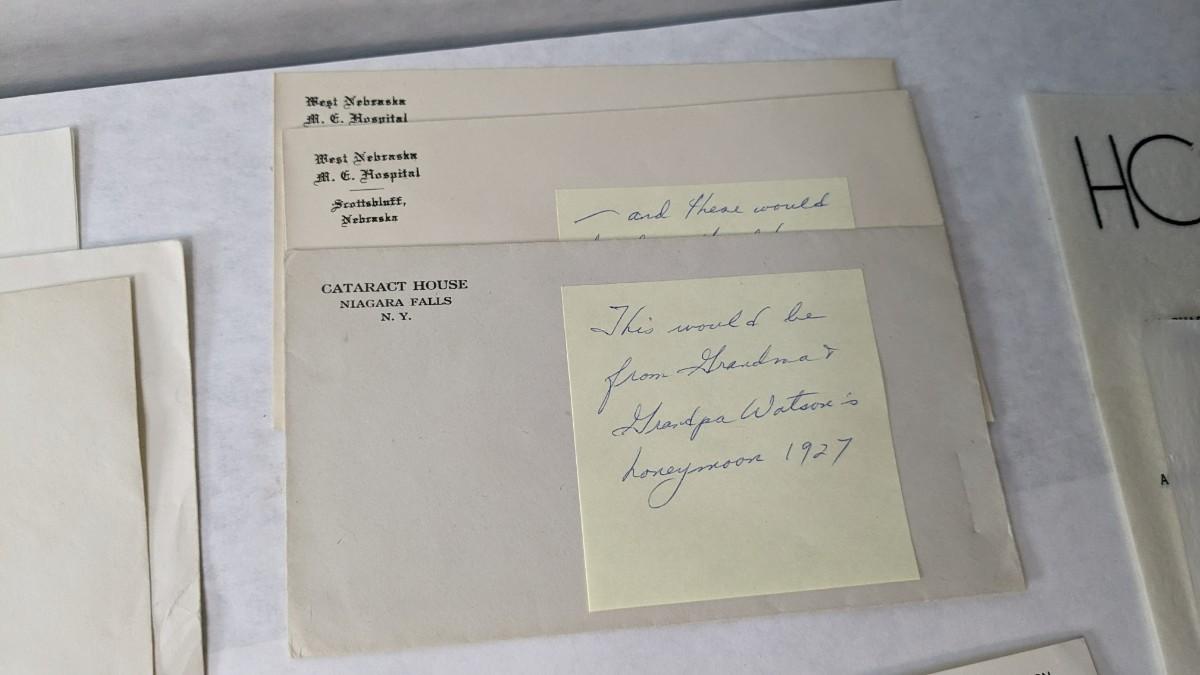 West Nebraska
M. E. Hospital
West Nebraska
M. E. Hospital
Scottsbluff,
Nebraska
— and these would
CATARACT HOUSE
NIAGARA FALLS
N. Y.
This would be
from Grandma &
Grandpa Watson's
honeymoon 1927
HO
A